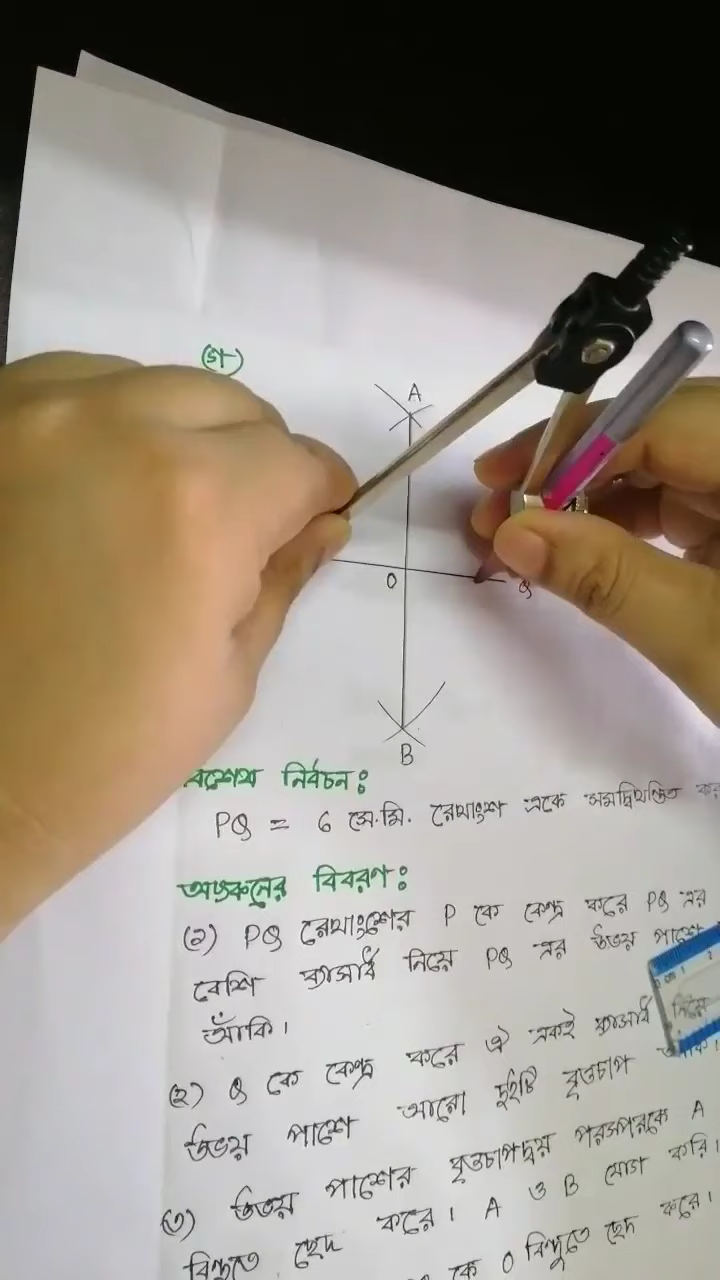 (গ)
A
O
Q
B
বিশেষ নির্বচন:
PQ = 6 সে.মি. রেখাংশ একে সমদ্বিখণ্ডিত
অঙ্কনের বিবরণ:
(১) PQ রেখাংশের P কে কেন্দ্র করে PQ এর
বেশি ব্যাসার্ধ নিয়ে PQ এর উভয় পাশে
আঁকি।
(২) Q কে কেন্দ্র করে ঐ একই ব্যাসার্ধ নিয়ে
উভয় পাশে আরো দুইটি বৃত্তচাপ
(৩) উভয় পাশের বৃত্তচাপদ্বয় পরস্পরকে A
বিন্দুতে ছেদ করে। A ও B যোগ করি।
কে O বিন্দুতে ছেদ করে।